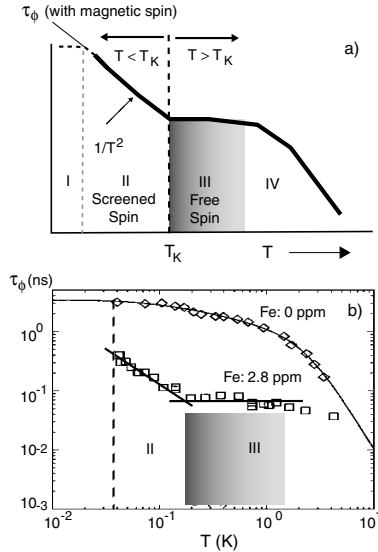 τϕ (with magnetic spin)
T < TK
T > TK
a)
1/T²
I
II
III
IV
Screened
Spin
Free
Spin
TK
T
τϕ (ns)
b)
10⁰
Fe: 0 ppm
10⁻¹
Fe: 2.8 ppm
10⁻²
II
III
10⁻³
10⁻²
10⁻¹
10⁰
10¹
T (K)